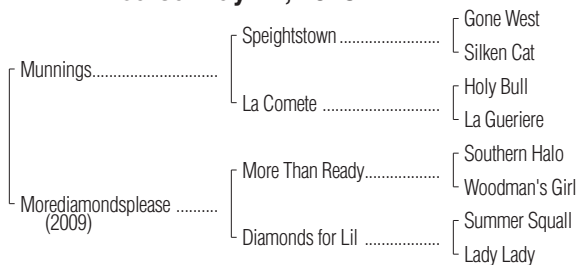 Gone West
Speightstown
Silken Cat
Munnings
Holy Bull
La Comete
La Gueriere
Southern Halo
More Than Ready
Woodman's Girl
Morediamondsplease
(2009)
Summer Squall
Diamonds for Lil
Lady Lady